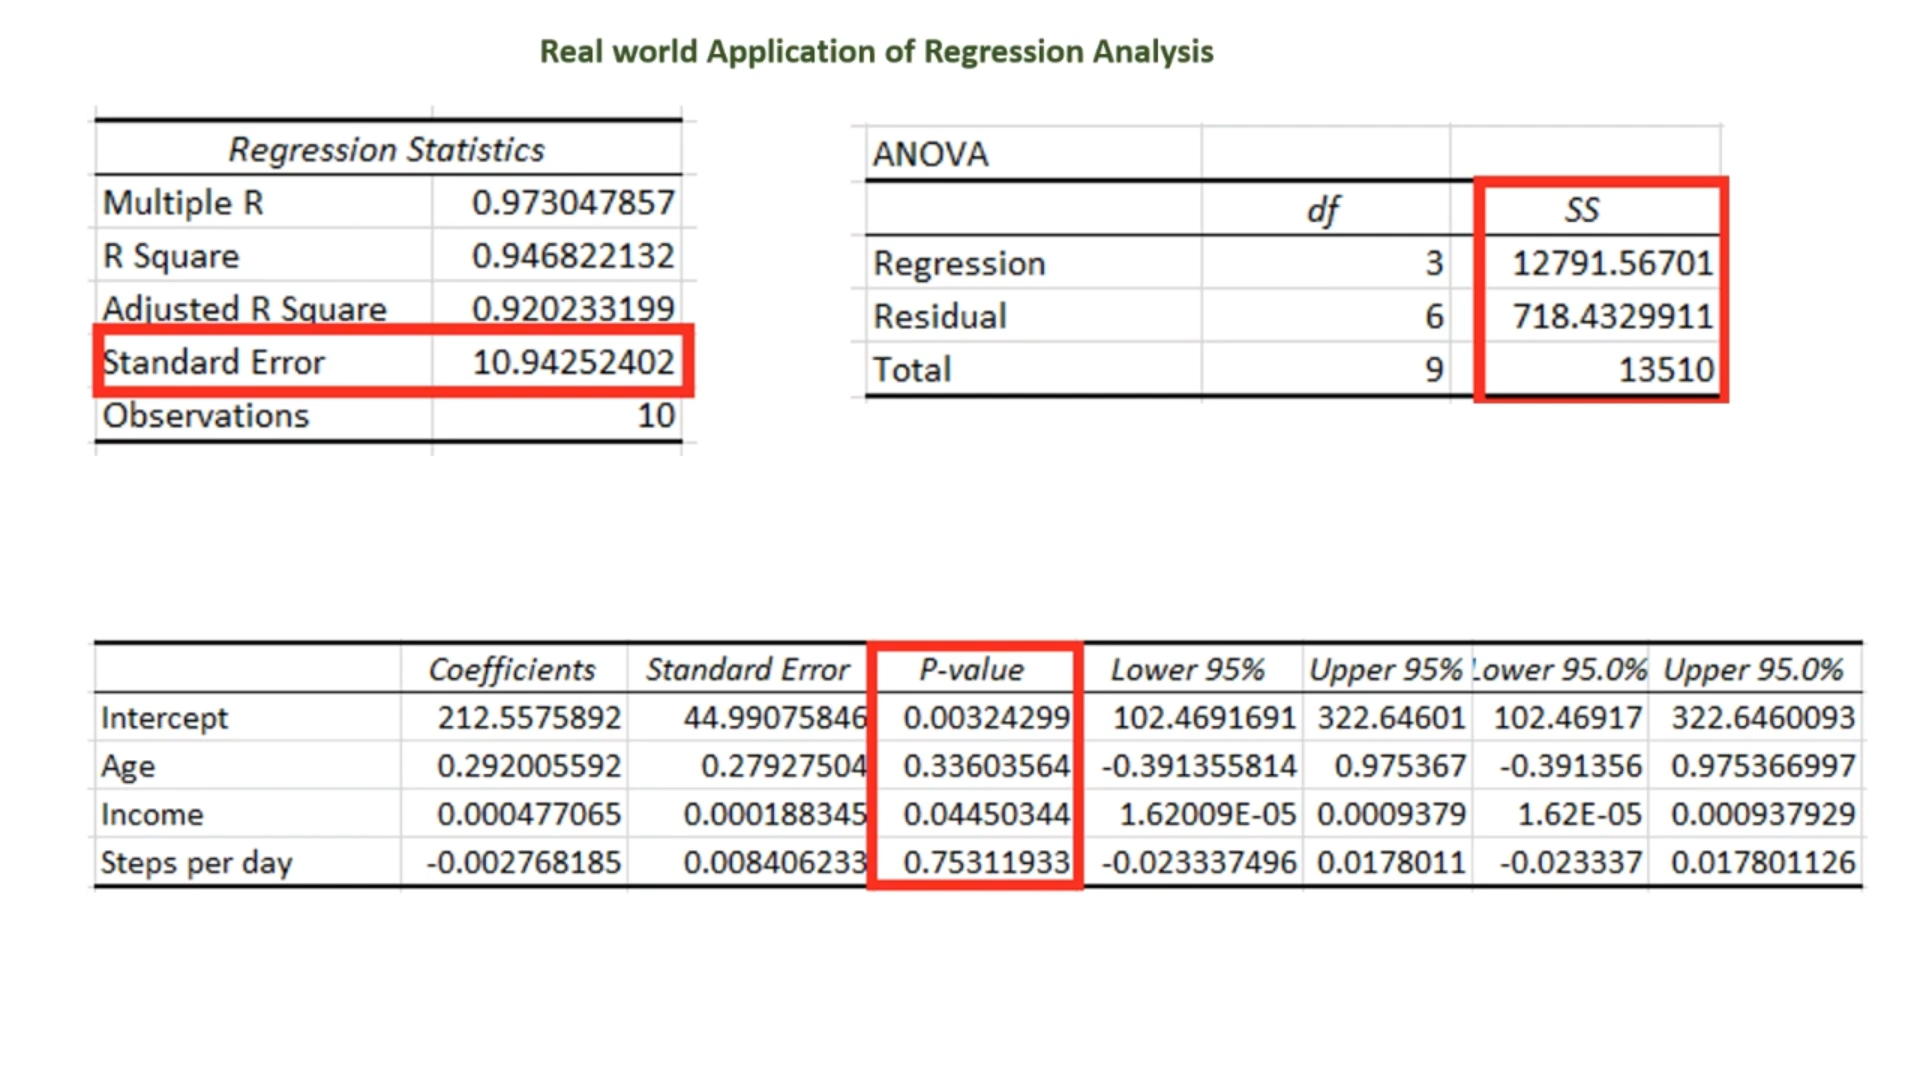 Real world Application of Regression Analysis
Regression Statistics
Multiple R 0.973047857
R Square 0.946822132
Adjusted R Square 0.920233199
Standard Error 10.94252402
Observations 10
ANOVA
df SS
Regression 3 12791.56701
Residual 6 718.4329911
Total 9 13510
Coefficients Standard Error P-value Lower 95% Upper 95% Lower 95.0% Upper 95.0%
Intercept 212.5575892 44.99075846 0.00324299 102.4691691 322.64601 102.46917 322.6460093
Age 0.292005592 0.27927504 0.33603564 -0.391355814 0.975367 -0.391356 0.975366997
Income 0.000477065 0.000188345 0.04450344 1.62009E-05 0.0009379 1.62E-05 0.000937929
Steps per day -0.002768185 0.008406233 0.75311933 -0.023337496 0.0178011 -0.023337 0.017801126